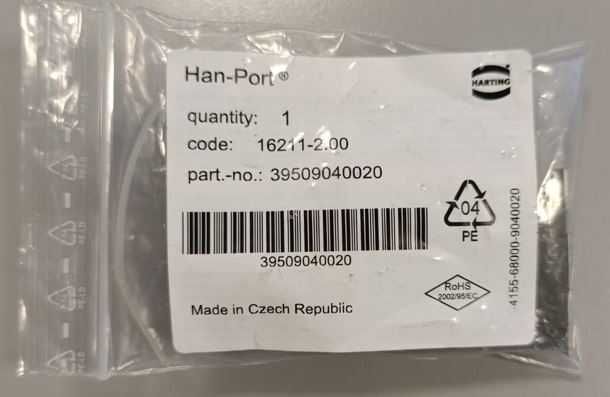 Han-Port®
HARTING
quantity: 1
code: 16211-2.00
part.-no.: 39509040020
39509040020
04
PE
RoHS
2002/95/EC
Made in Czech Republic
4155-68000-9040020